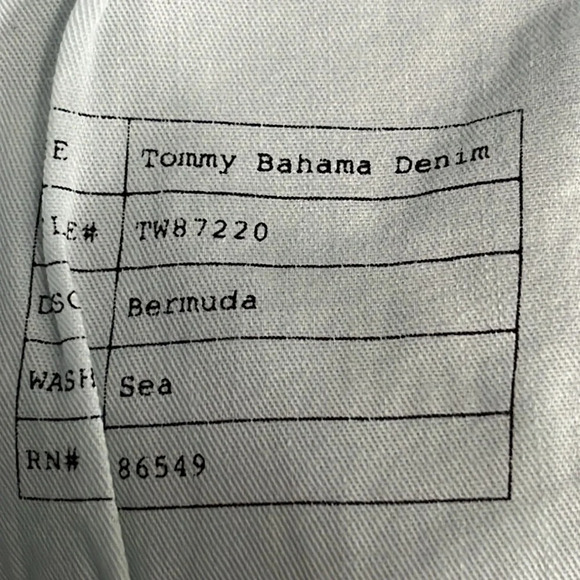 E Tommy Bahama Denim
LE# TW87220
DSC Bermuda
WASH Sea
RN# 86549